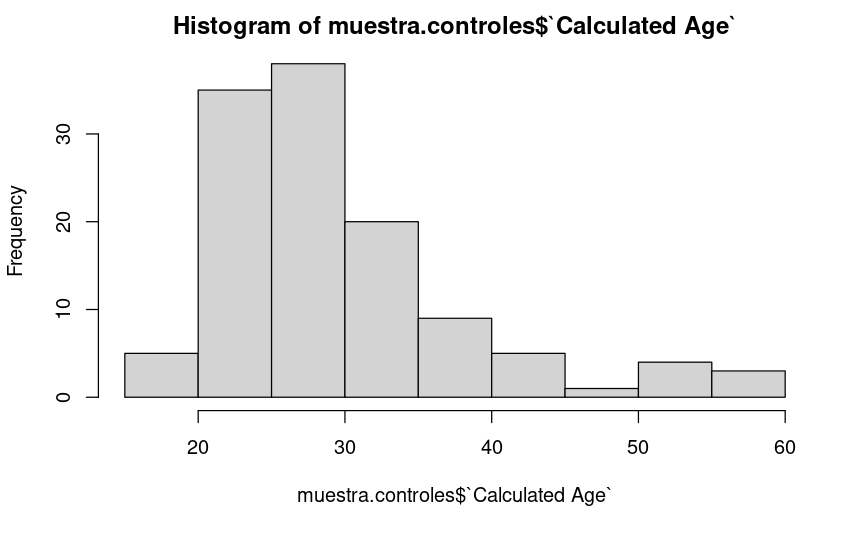 Histogram of muestra.controles$`Calculated Age`
Frequency
30
20
10
0
20 30 40 50 60
muestra.controles$`Calculated Age`